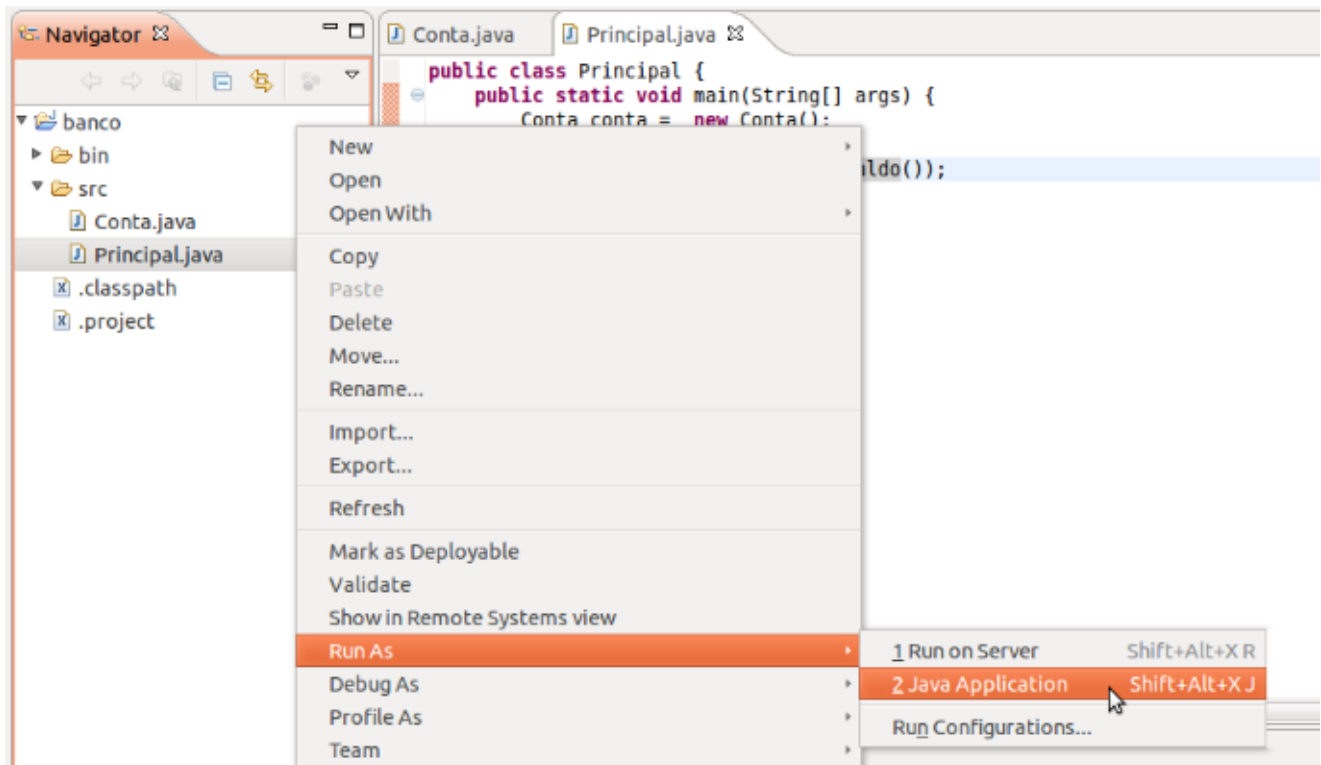 Navigator
Conta.java
Principal.java
public class Principal {
public static void main(String[] args) {
Conta conta = new Conta();
ldo());
banco
bin
src
Conta.java
Principal.java
.classpath
.project
New
Open
Open With
Copy
Paste
Delete
Move...
Rename...
Import...
Export...
Refresh
Mark as Deployable
Validate
Show in Remote Systems view
Run As
Debug As
Profile As
Team
1 Run on Server Shift+Alt+X R
2 Java Application Shift+Alt+X J
Run Configurations...